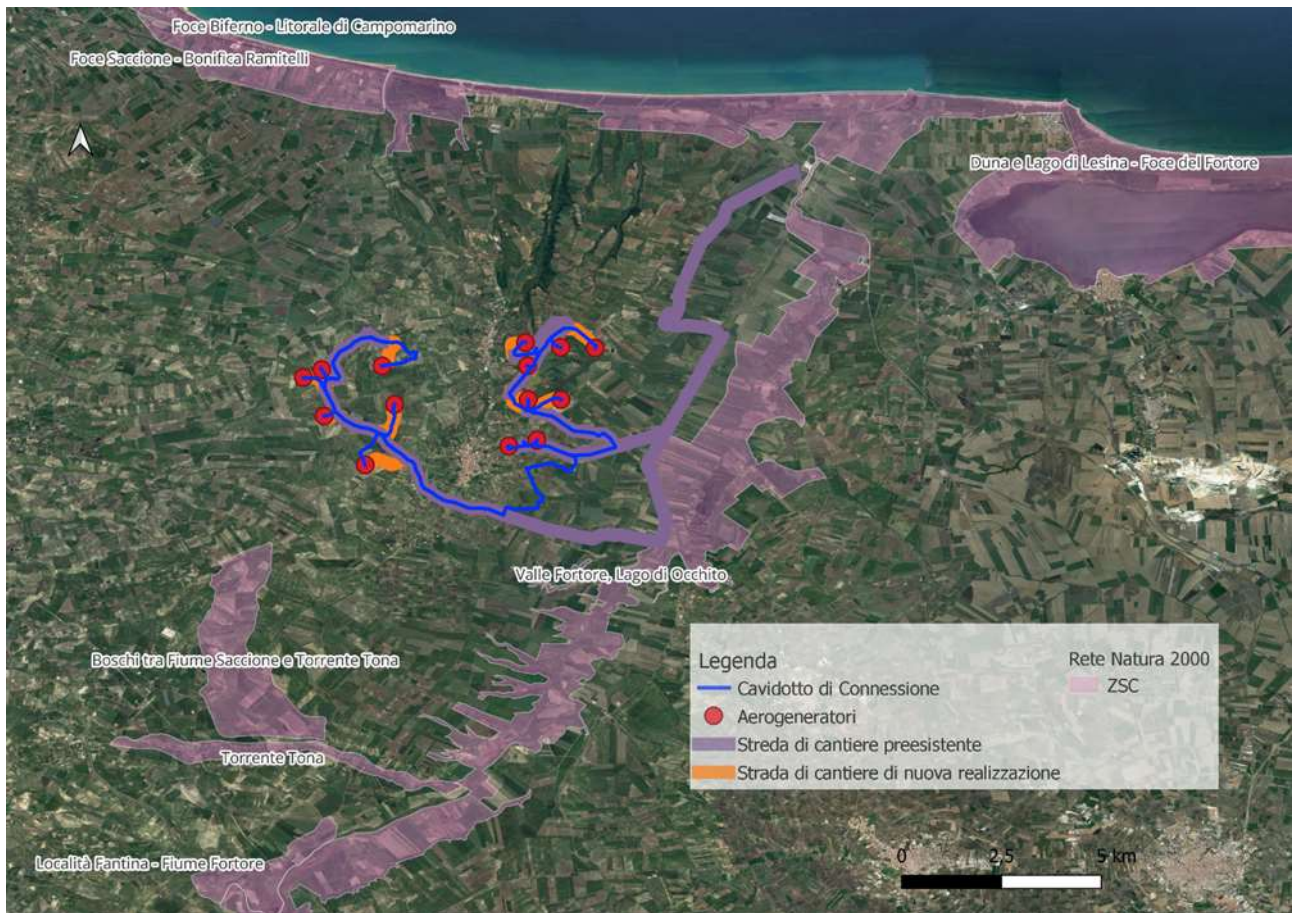 Foce Biferno - Litorale di Campomarino
Foce Saccione - Bonifica Ramitelli
Duna e Lago di Lesina - Foce del Fortore
Valle Fortore, Lago di Occhito
Boschi tra Fiume Saccione e Torrente Tona
Torrente Tona
Località Fantina - Fiume Fortore
Legenda
Cavidotto di Connessione
Aerogeneratori
Streda di cantiere preesistente
Strada di cantiere di nuova realizzazione
Rete Natura 2000
ZSC
0 2,5 5 km